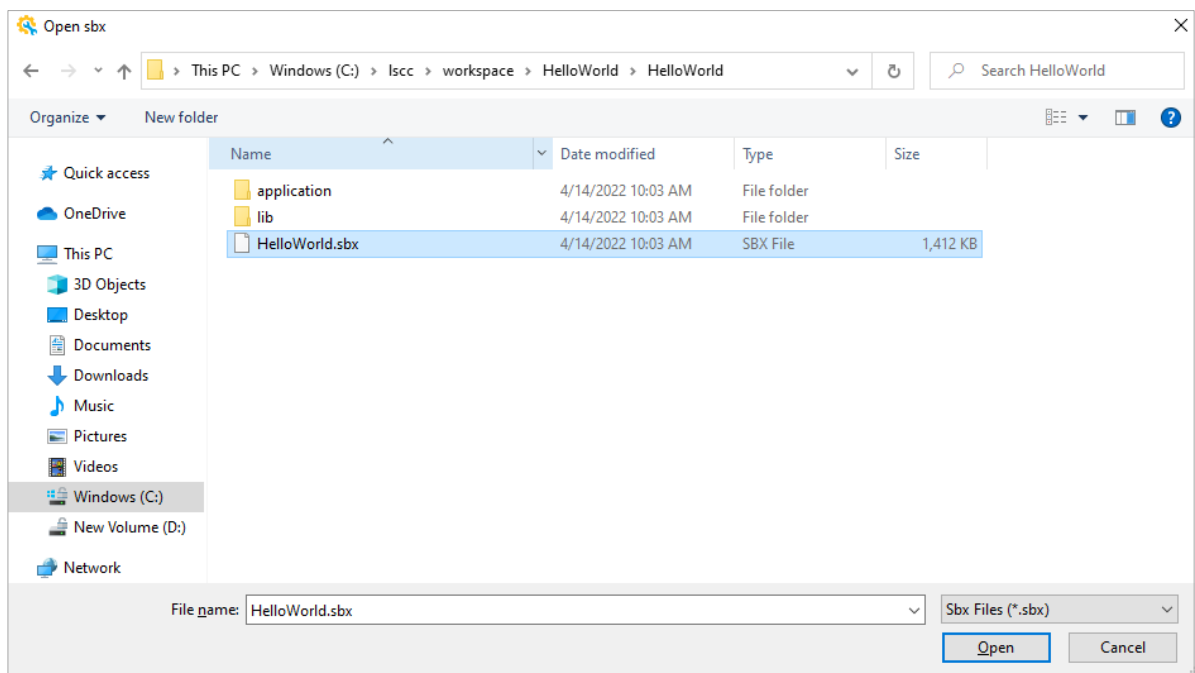 Open sbx
This PC > Windows (C:) > lscc > workspace > HelloWorld > HelloWorld
Search HelloWorld
Organize
New folder
?
Name Date modified Type Size
application 4/14/2022 10:03 AM File folder
lib 4/14/2022 10:03 AM File folder
HelloWorld.sbx 4/14/2022 10:03 AM SBX File 1,412 KB
Quick access
OneDrive
This PC
3D Objects
Desktop
Documents
Downloads
Music
Pictures
Videos
Windows (C:)
New Volume (D:)
Network
File name: HelloWorld.sbx Sbx Files (*.sbx)
Open Cancel